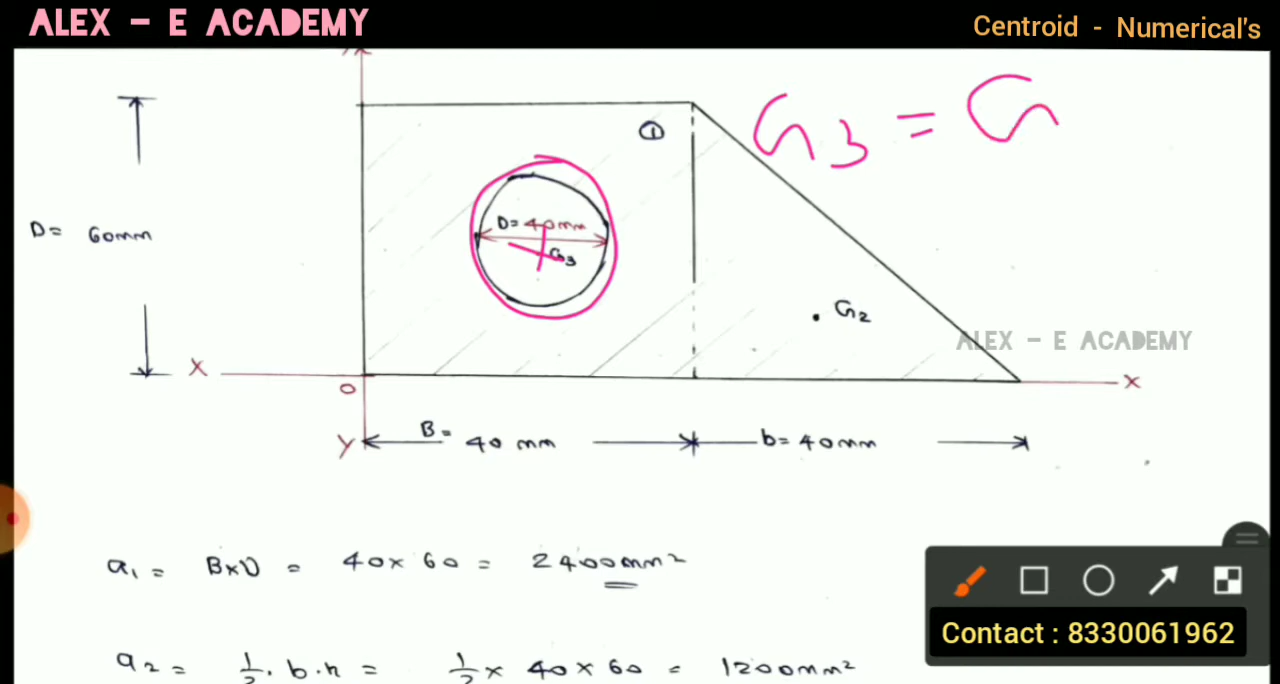 ALEX - E ACADEMY
Centroid - Numerical's
G3 = G
①
D= 60mm
D= 40mm
G3
G2
ALEX - E ACADEMY
X
X
O
Y
B= 40 mm
b= 40mm
a1 = B×D = 40 × 60 = 2400mm²
a2 = 1/2 · b · h = 1/2 × 40 × 60 = 1200mm²
Contact : 8330061962